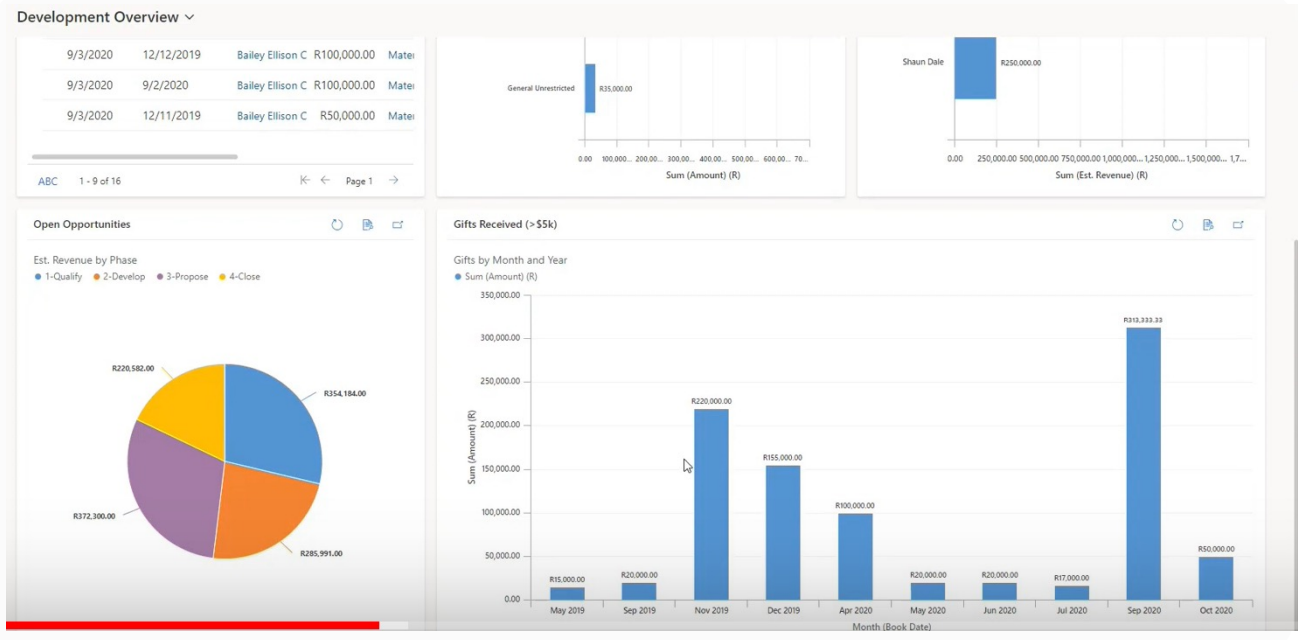 Development Overview
9/3/2020 12/12/2019 Bailey Ellison C R100,000.00 Mater
9/3/2020 9/2/2020 Bailey Ellison C R100,000.00 Mater
9/3/2020 12/11/2019 Bailey Ellison C R50,000.00 Mater
ABC 1 - 9 of 16 Page 1
General Unrestricted R35,000.00
0.00 100,000... 200.00... 300,00... 400.00... 500.00... 600.00... 70...
Sum (Amount) (R)
Shaun Dale R250,000.00
0.00 250,000.00 500,000.00 750,000.00 1,000,000... 1,250,000... 1,500,000... 1,7...
Sum (Est. Revenue) (R)
Open Opportunities
Est. Revenue by Phase
1-Qualify 2-Develop 3-Propose 4-Close
R220,582.00
R354,184.00
R372,300.00
R285,991.00
Gifts Received (>$5k)
Gifts by Month and Year
Sum (Amount) (R)
350,000.00
300,000.00
250,000.00
200,000.00
150,000.00
100,000.00
50,000.00
0.00
Sum (Amount) (R)
R15,000.00 R20,000.00 R220,000.00 R155,000.00 R100,000.00 R20,000.00 R20,000.00 R17,000.00 R313,333.33 R50,000.00
May 2019 Sep 2019 Nov 2019 Dec 2019 Apr 2020 May 2020 Jun 2020 Jul 2020 Sep 2020 Oct 2020
Month (Book Date)